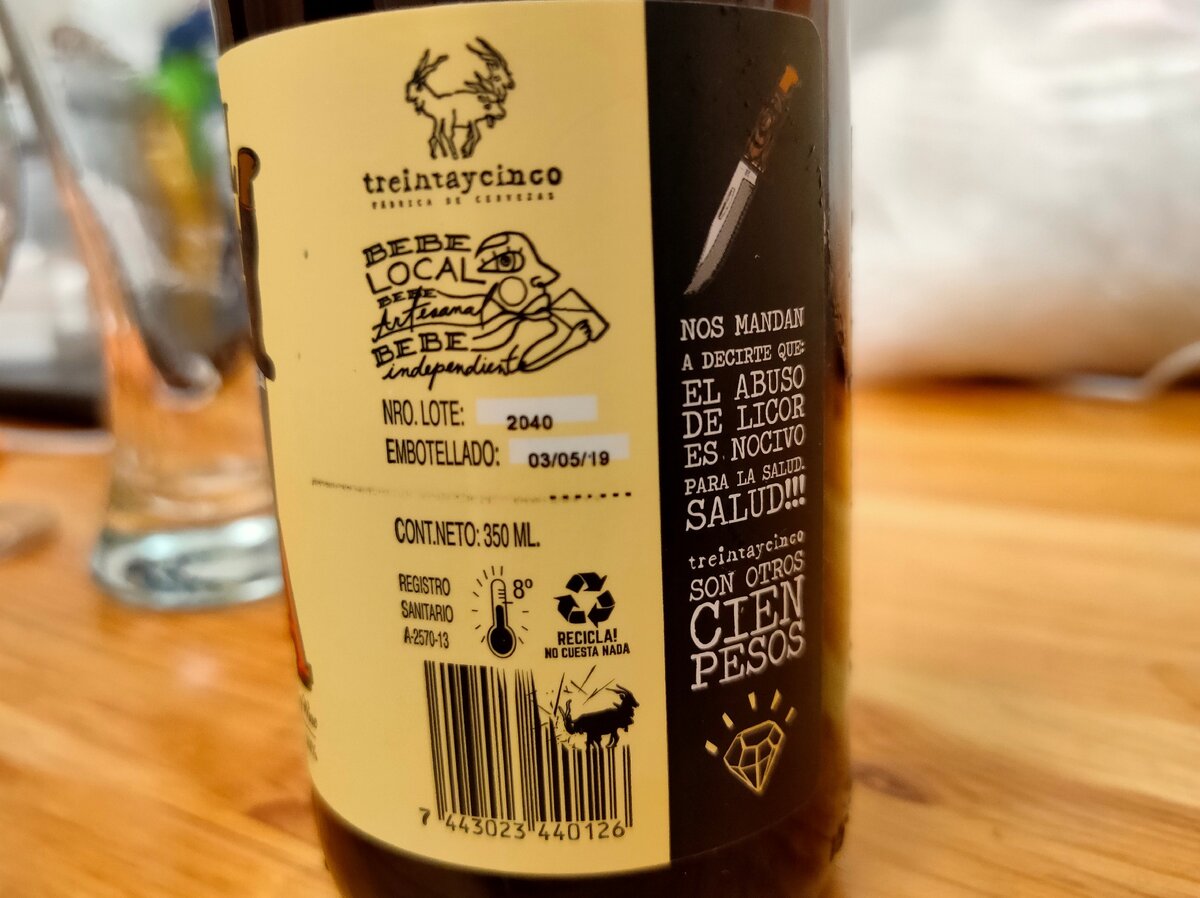 treintaycinco
FÁBRICA DE CERVEZAS
BEBE
LOCAL
BEBE
Artesanal
BEBE
independiente
NRO. LOTE: 2040
EMBOTELLADO: 03/05/19
CONT.NETO: 350 ML.
REGISTRO
SANITARIO
A-2570-13
8º
RECICLA!
NO CUESTA NADA
7 443023 440126
NOS MANDAN
A DECIRTE QUE:
EL ABUSO
DE LICOR
ES NOCIVO
PARA LA SALUD.
SALUD!!!
treintaycinco
SON OTROS
CIEN
PESOS